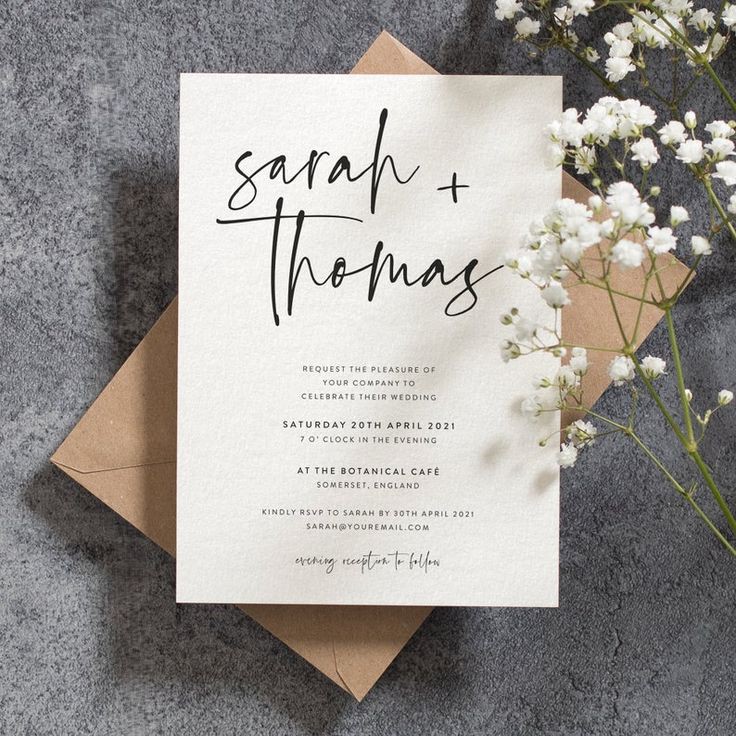 sarah +
Thomas
REQUEST THE PLEASURE OF
YOUR COMPANY TO
CELEBRATE THEIR WEDDING
SATURDAY 20TH APRIL 2021
7 O' CLOCK IN THE EVENING
AT THE BOTANICAL CAFÉ
SOMERSET, ENGLAND
KINDLY RSVP TO SARAH BY 30TH APRIL 2021
SARAH@YOUREMAIL.COM
evening reception to follow